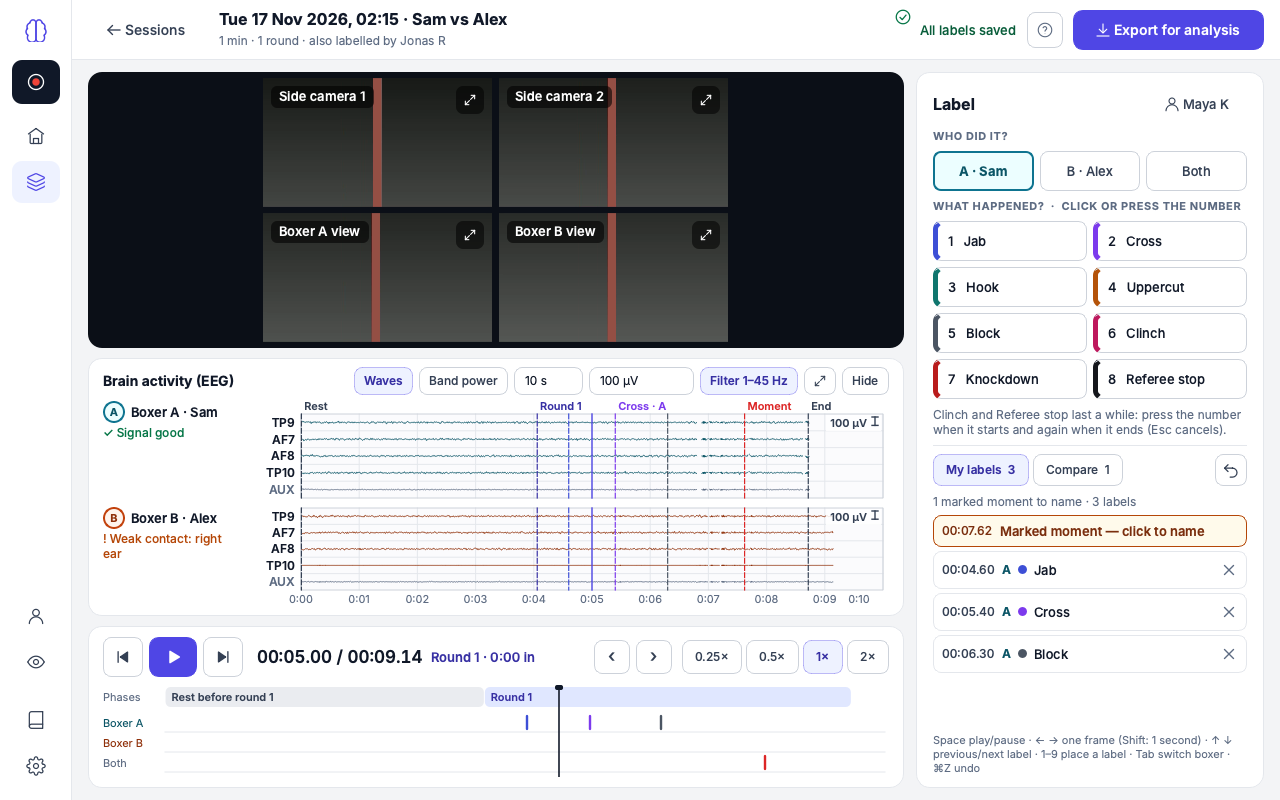 Sessions
Tue 17 Nov 2026, 02:15 · Sam vs Alex
1 min · 1 round · also labelled by Jonas R
All labels saved
Export for analysis
Side camera 1
Side camera 2
Boxer A view
Boxer B view
Brain activity (EEG)
Waves
Band power
10 s
100 µV
Filter 1–45 Hz
Hide
A Boxer A · Sam
✓ Signal good
Rest
Round 1
Cross · A
Moment
End
TP9
AF7
AF8
TP10
AUX
100 µV
B Boxer B · Alex
! Weak contact: right
ear
TP9
AF7
AF8
TP10
AUX
100 µV
0:00 0:01 0:02 0:03 0:04 0:05 0:06 0:07 0:08 0:09 0:10
00:05.00 / 00:09.14 Round 1 · 0:00 in
0.25×
0.5×
1×
2×
Phases
Rest before round 1
Round 1
Boxer A
Boxer B
Both
Label
Maya K
WHO DID IT?
A · Sam
B · Alex
Both
WHAT HAPPENED? · CLICK OR PRESS THE NUMBER
1 Jab
2 Cross
3 Hook
4 Uppercut
5 Block
6 Clinch
7 Knockdown
8 Referee stop
Clinch and Referee stop last a while: press the number
when it starts and again when it ends (Esc cancels).
My labels 3
Compare 1
1 marked moment to name · 3 labels
00:07.62 Marked moment — click to name
00:04.60 A Jab
00:05.40 A Cross
00:06.30 A Block
Space play/pause · ← → one frame (Shift: 1 second) · ↑ ↓
previous/next label · 1–9 place a label · Tab switch boxer ·
⌘Z undo